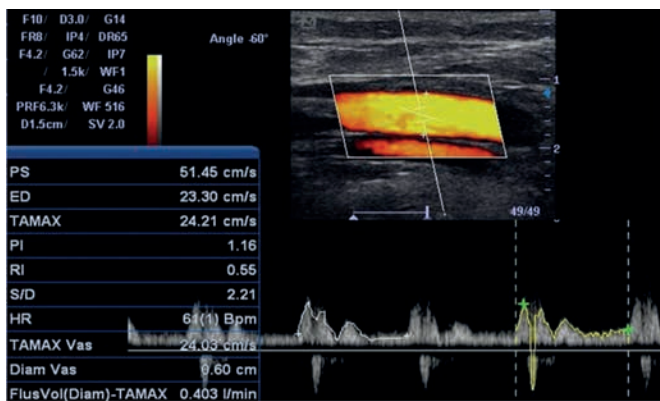 F10/ D3.0/ G14
FR8/ IP4/ DR65
F4.2/ G62/ IP7
/ 1.5k/ WF1
F4.2/ G46
PRF6.3k/ WF 516
D1.5cm/ SV 2.0
Angle -60°
1
2
49/49
PS 51.45 cm/s
ED 23.30 cm/s
TAMAX 24.21 cm/s
PI 1.16
RI 0.55
S/D 2.21
HR 61(1) Bpm
TAMAX Vas 24.03 cm/s
Diam Vas 0.60 cm
FlusVol(Diam)-TAMAX 0.403 l/min